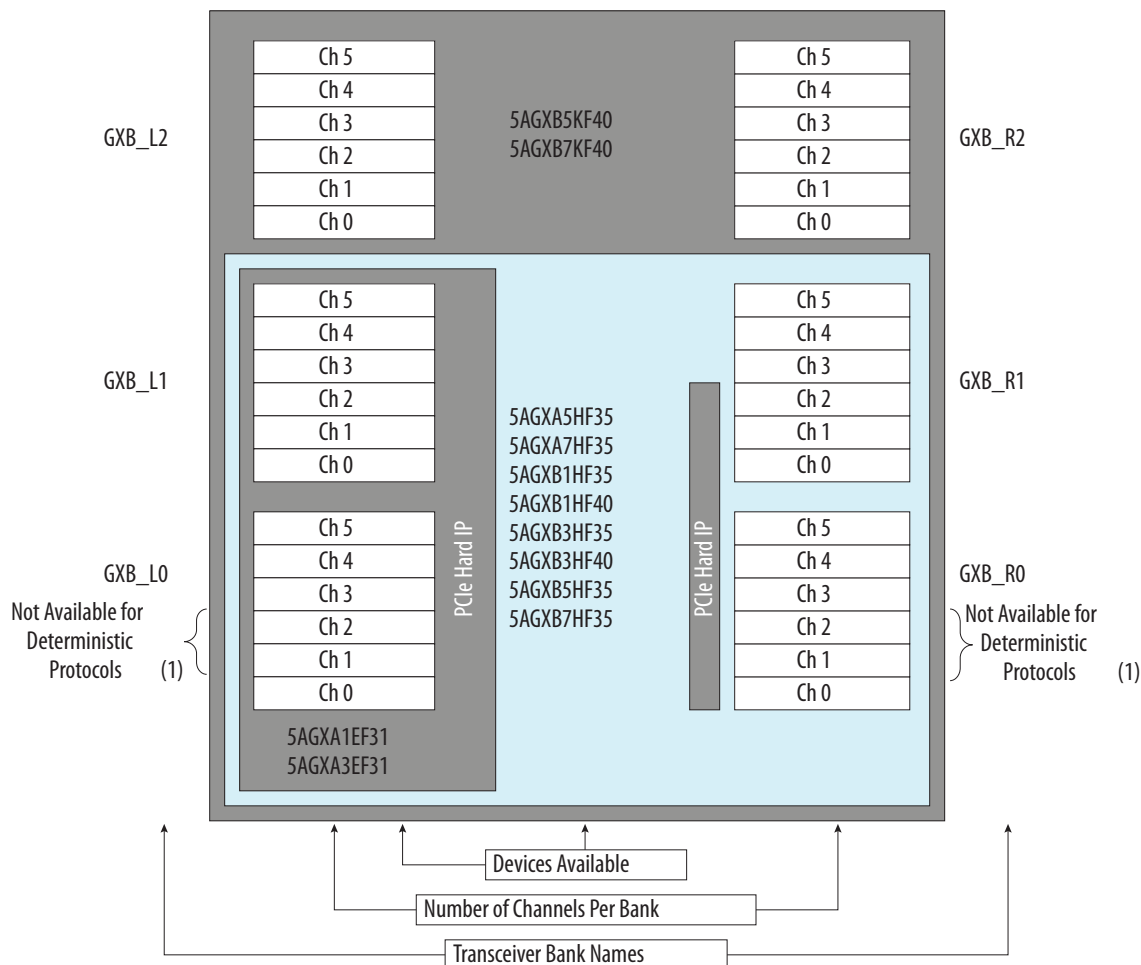 Ch 5
Ch 4
Ch 3
Ch 2
Ch 1
Ch 0
GXB_L2
5AGXB5KF40
5AGXB7KF40
Ch 5
Ch 4
Ch 3
Ch 2
Ch 1
Ch 0
GXB_R2
Ch 5
Ch 4
Ch 3
Ch 2
Ch 1
Ch 0
GXB_L1
Ch 5
Ch 4
Ch 3
Ch 2
Ch 1
Ch 0
GXB_R1
5AGXA5HF35
5AGXA7HF35
5AGXB1HF35
5AGXB1HF40
5AGXB3HF35
5AGXB3HF40
5AGXB5HF35
5AGXB7HF35
PCIe Hard IP
PCIe Hard IP
Ch 5
Ch 4
Ch 3
Ch 2
Ch 1
Ch 0
GXB_L0
Not Available for
Deterministic
Protocols (1)
Ch 5
Ch 4
Ch 3
Ch 2
Ch 1
Ch 0
GXB_R0
Not Available for
Deterministic
Protocols (1)
5AGXA1EF31
5AGXA3EF31
Devices Available
Number of Channels Per Bank
Transceiver Bank Names